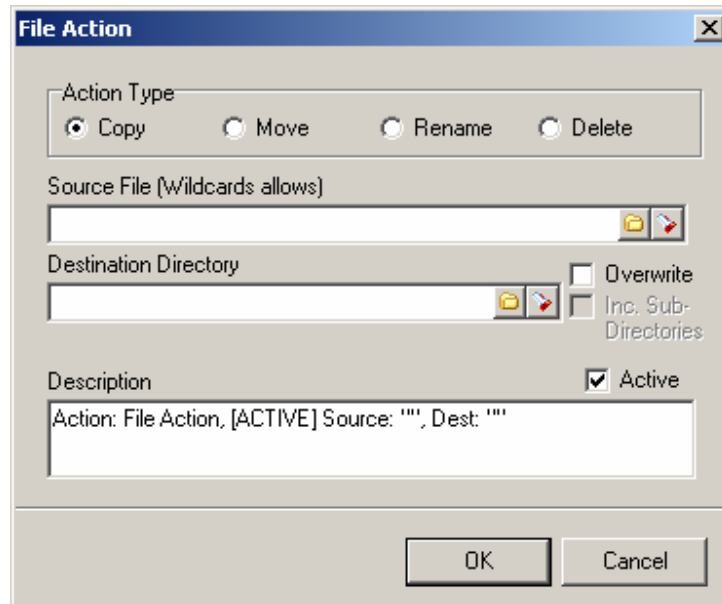 File Action
Action Type
Copy Move Rename Delete
Source File (Wildcards allows)
Destination Directory
Overwrite
Inc. Sub-
Directories
Description
Active
Action: File Action, [ACTIVE] Source: "", Dest: ""
OK Cancel